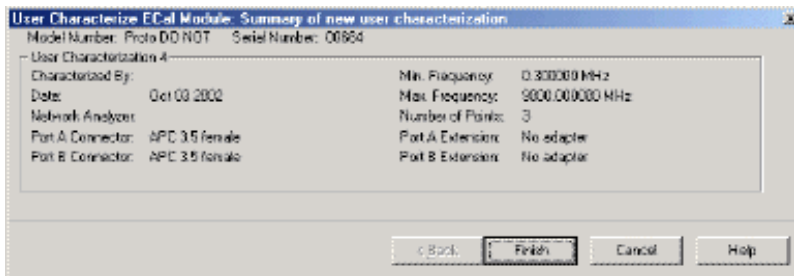 User Characterize ECal Module: Summary of new user characterization
Model Number: Proto DO NOT Serial Number: 00664
User Characterization 4
Characterized By:
Min. Frequency: 0.300000 MHz
Date: Oct 03 2002
Max. Frequency: 9000.000000 MHz
Network Analyzer:
Number of Points: 3
Port A Connector: APC 3.5 female
Port A Extension: No adapter
Port B Connector: APC 3.5 female
Port B Extension: No adapter
< Back
Finish
Cancel
Help